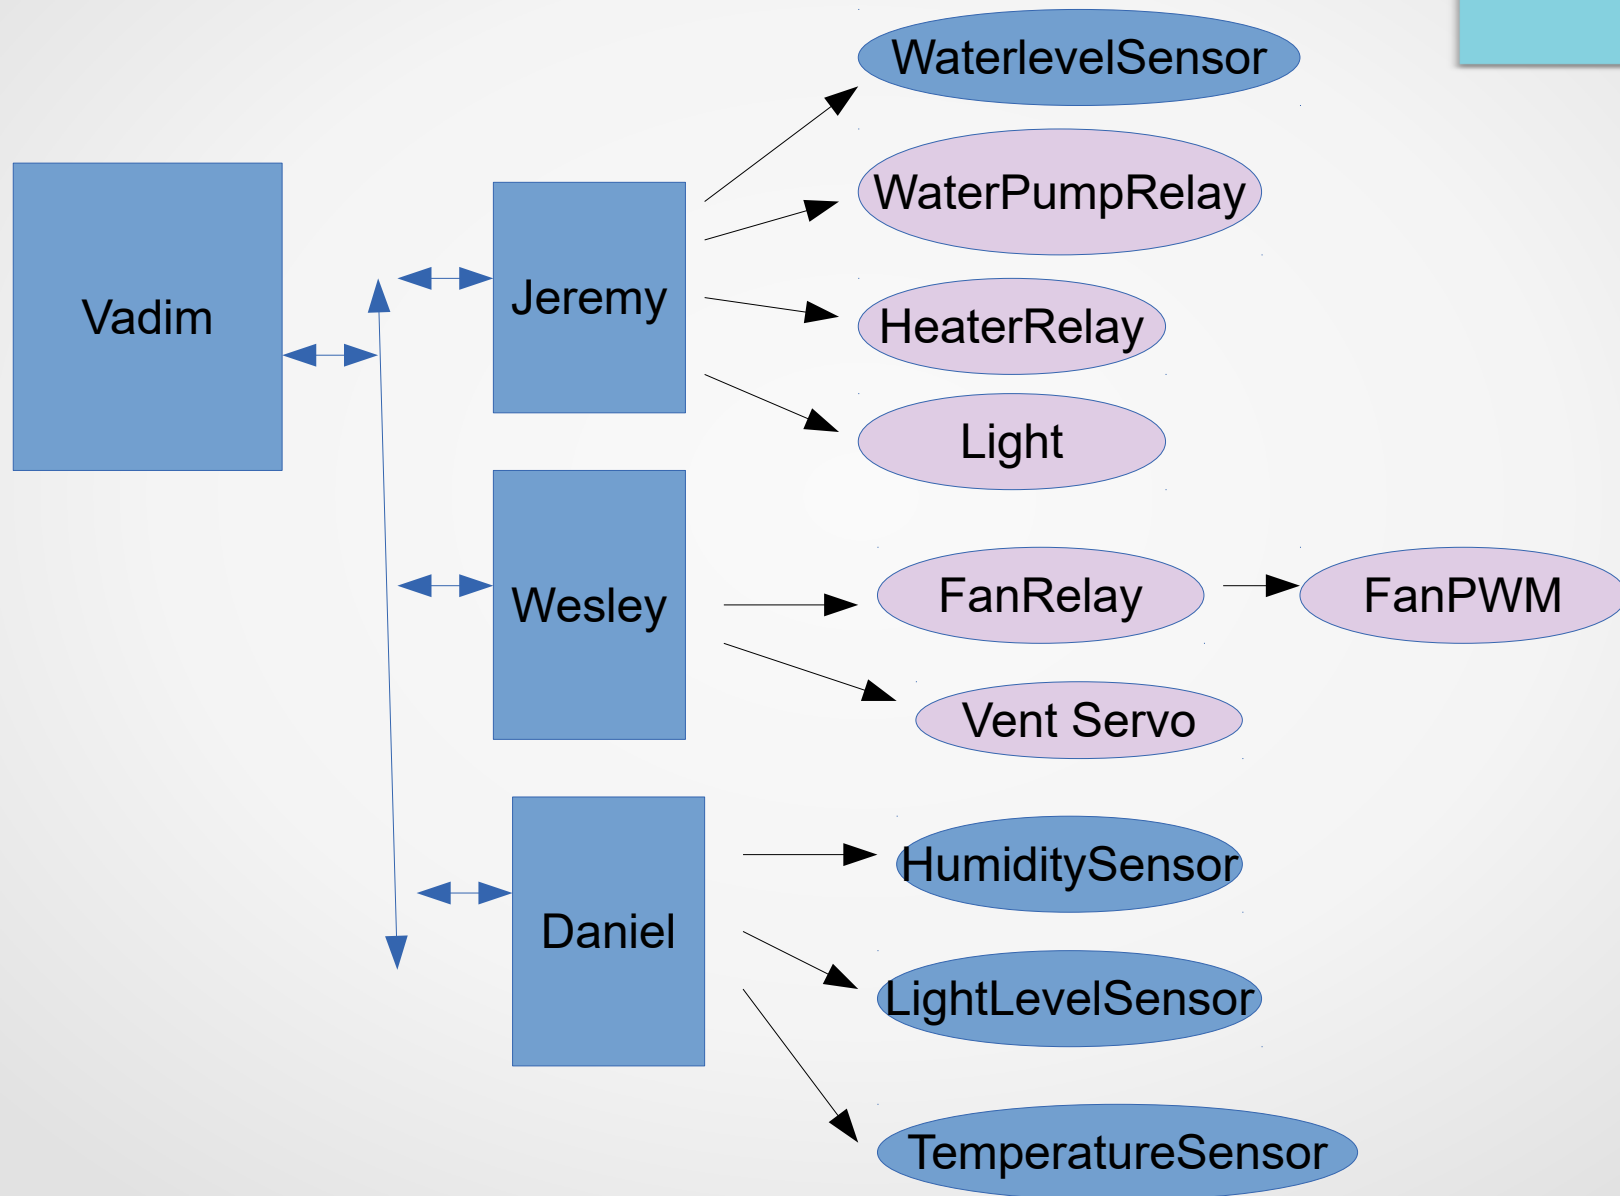 WaterlevelSensor
WaterPumpRelay
Vadim
Jeremy
HeaterRelay
Light
Wesley
FanRelay
FanPWM
Vent Servo
HumiditySensor
Daniel
LightLevelSensor
TemperatureSensor